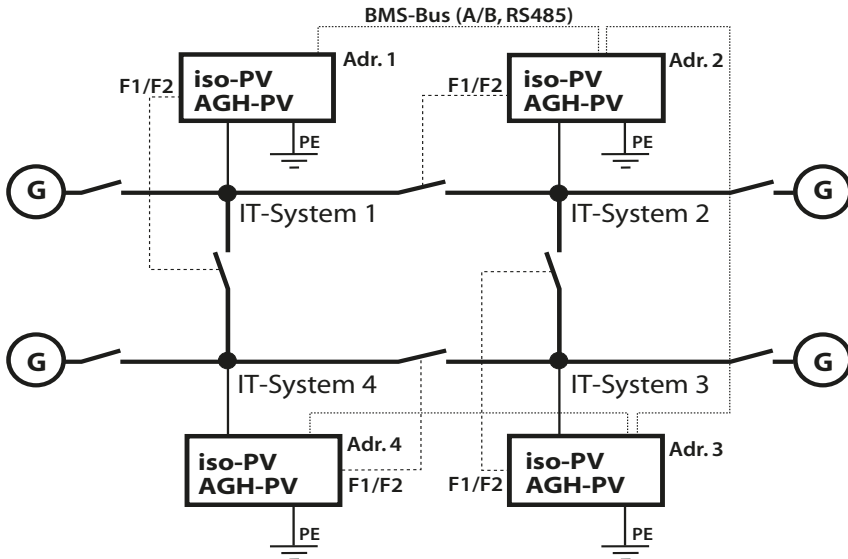 BMS-Bus (A/B, RS485)
Adr. 1
Adr. 2
F1/F2
iso-PV
AGH-PV
F1/F2
iso-PV
AGH-PV
PE
PE
G
G
IT-System 1
IT-System 2
G
G
IT-System 4
IT-System 3
Adr. 4
Adr. 3
iso-PV
AGH-PV
F1/F2
F1/F2
iso-PV
AGH-PV
PE
PE